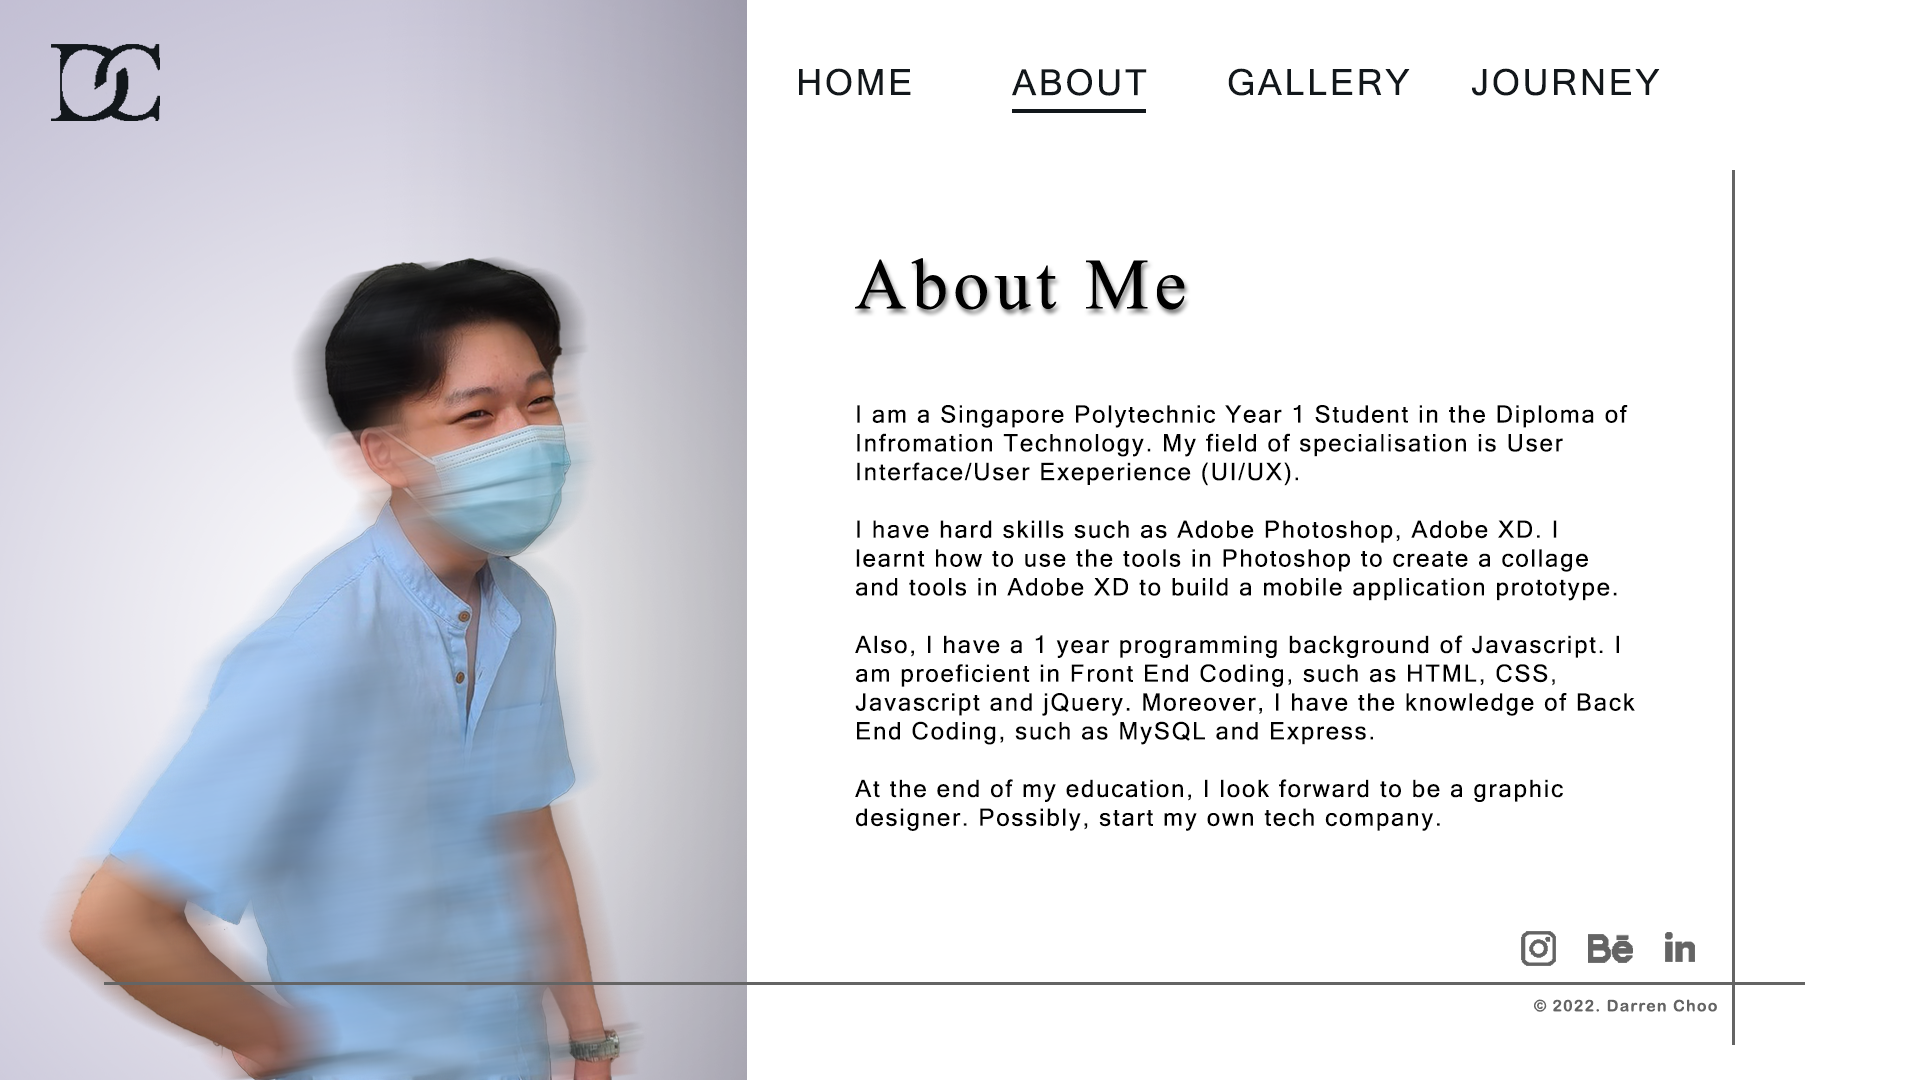 DC
HOME
ABOUT
GALLERY
JOURNEY
About Me
I am a Singapore Polytechnic Year 1 Student in the Diploma of
Infromation Technology. My field of specialisation is User
Interface/User Exeperience (UI/UX).
I have hard skills such as Adobe Photoshop, Adobe XD. I
learnt how to use the tools in Photoshop to create a collage
and tools in Adobe XD to build a mobile application prototype.
Also, I have a 1 year programming background of Javascript. I
am proeficient in Front End Coding, such as HTML, CSS,
Javascript and jQuery. Moreover, I have the knowledge of Back
End Coding, such as MySQL and Express.
At the end of my education, I look forward to be a graphic
designer. Possibly, start my own tech company.
Bē
in
© 2022. Darren Choo